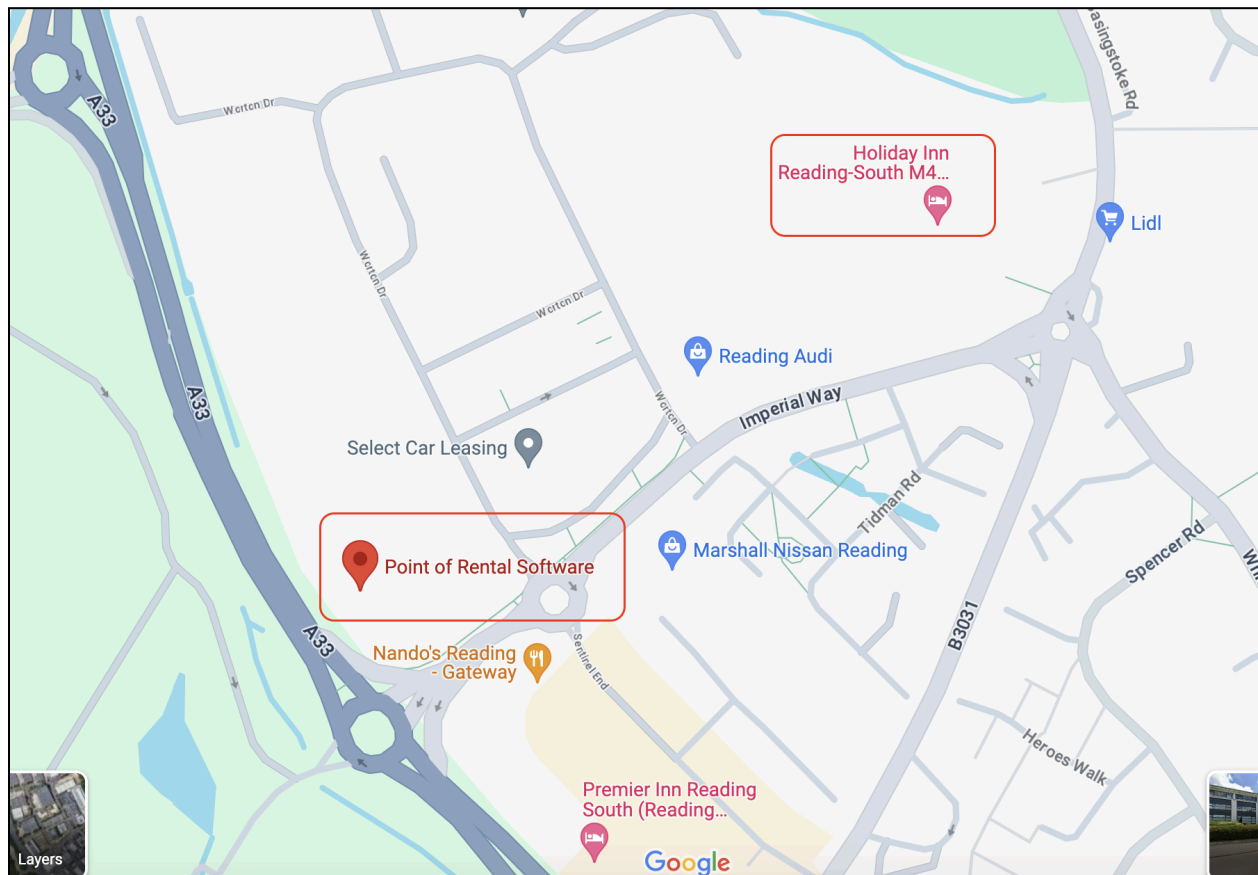 Basingstoke Rd
A33
Worton Dr
Holiday Inn
Reading-South M4...
Lidl
Worton Dr
Worton Dr
Reading Audi
A33
Imperial Way
Worton Dr
Select Car Leasing
Tidman Rd
Point of Rental Software
Marshall Nissan Reading
Spencer Rd
B3031
A33
Sentinel End
Nando's Reading
- Gateway
Heroes Walk
Premier Inn Reading
South (Reading...
Layers
Google